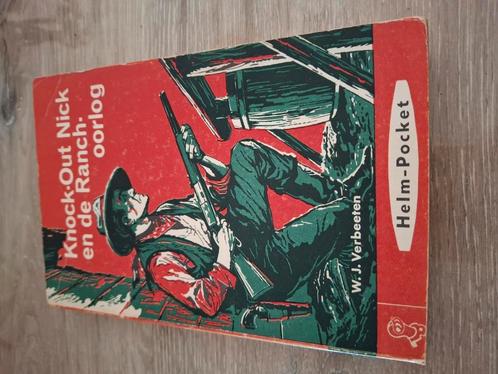 Knock-Out Nick
en de Ranch-
oorlog
W. J. Verbeeten
Helm-Pocket